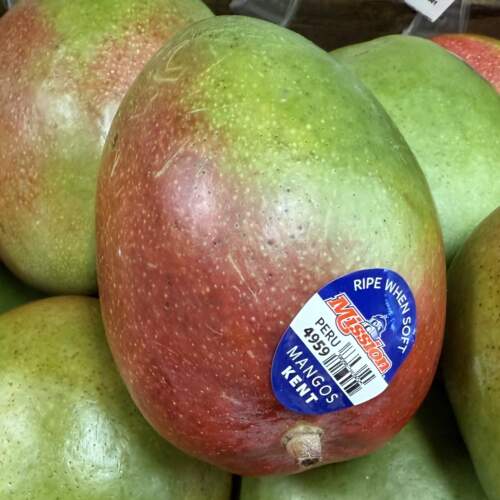 RIPE WHEN SOFT
Mission
PERU
4959
MANGOS
KENT